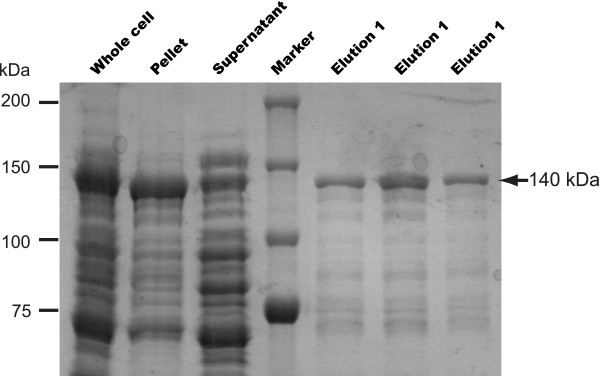 Whole cell
Pellet
Supernatant
Marker
Elution 1
Elution 1
Elution 1
kDa
200
150
140 kDa
100
75